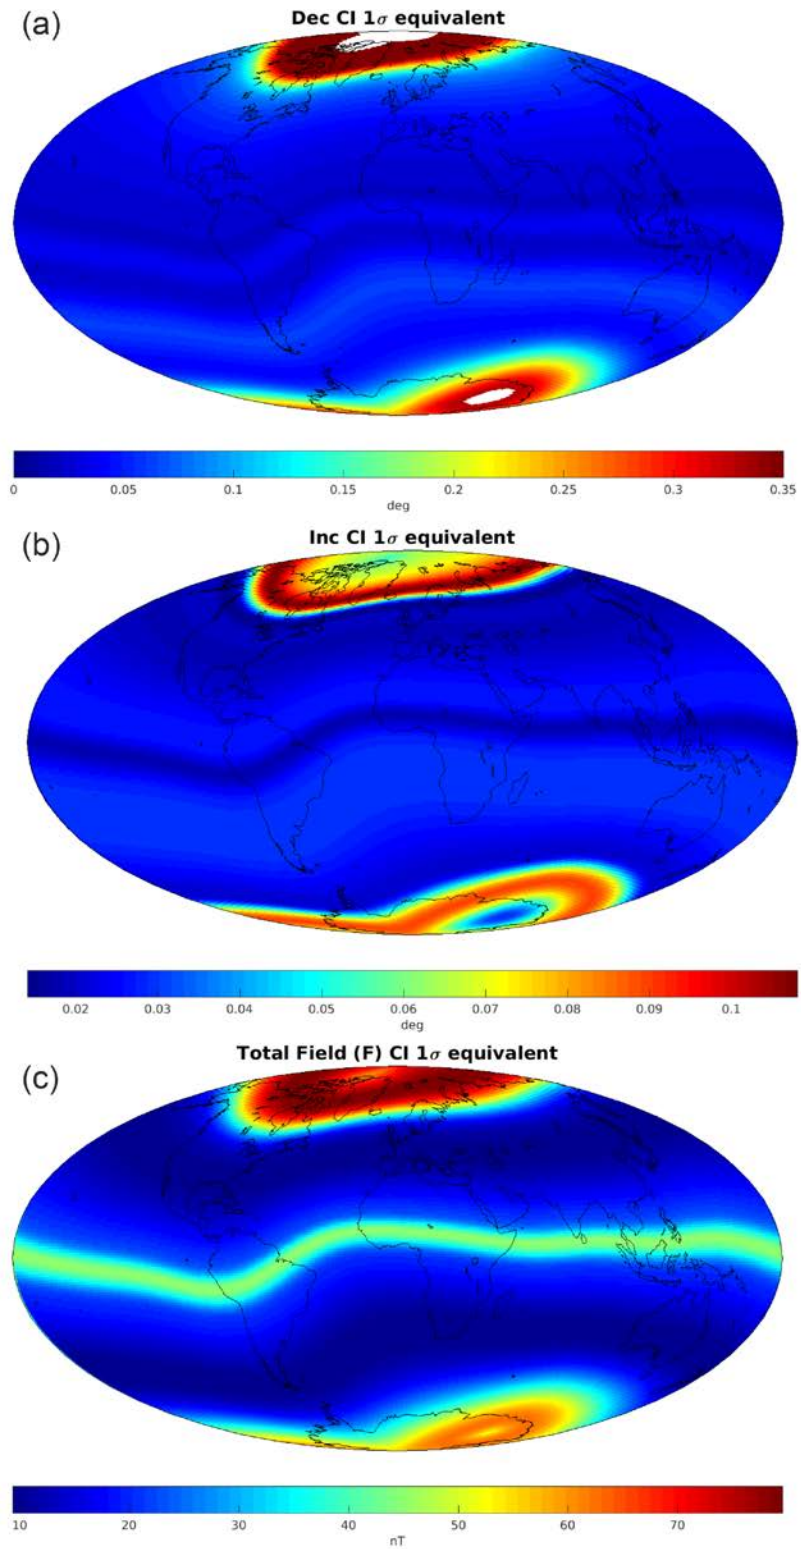 (a)
Dec CI 1σ equivalent
0 0.05 0.1 0.15 0.2 0.25 0.3 0.35
deg
(b)
Inc CI 1σ equivalent
0.02 0.03 0.04 0.05 0.06 0.07 0.08 0.09 0.1
deg
Total Field (F) CI 1σ equivalent
(c)
10 20 30 40 50 60 70
nT